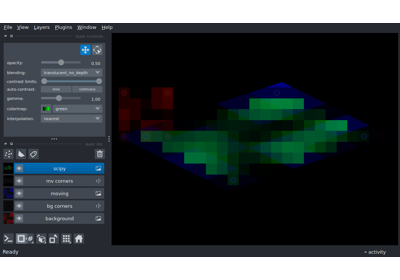 File View Layers Plugins Window Help
opacity: 0.50
blending: translucent_no_depth
contrast limits:
auto-contrast: once continuous
gamma: 1.00
colormap: green
interpolation: nearest
scipy
mv corners
moving
bg corners
background
Ready activity